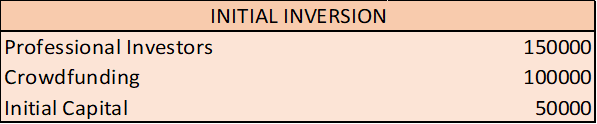 INITIAL INVERSION
Professional Investors 150000
Crowdfunding 100000
Initial Capital 50000